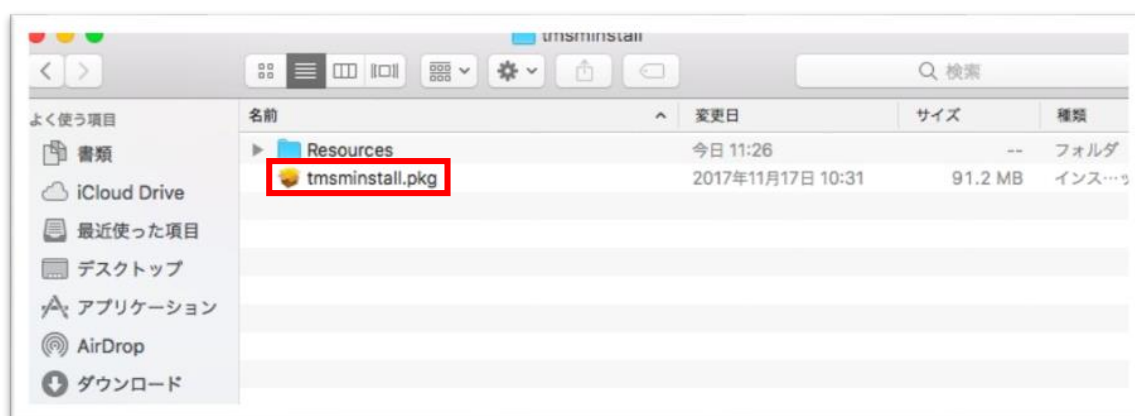 tmsminstall
検索
よく使う項目
書類
iCloud Drive
最近使った項目
デスクトップ
アプリケーション
AirDrop
ダウンロード
名前 変更日 サイズ 種類
Resources 今日 11:26 -- フォルダ
tmsminstall.pkg 2017年11月17日 10:31 91.2 MB インス…ッ